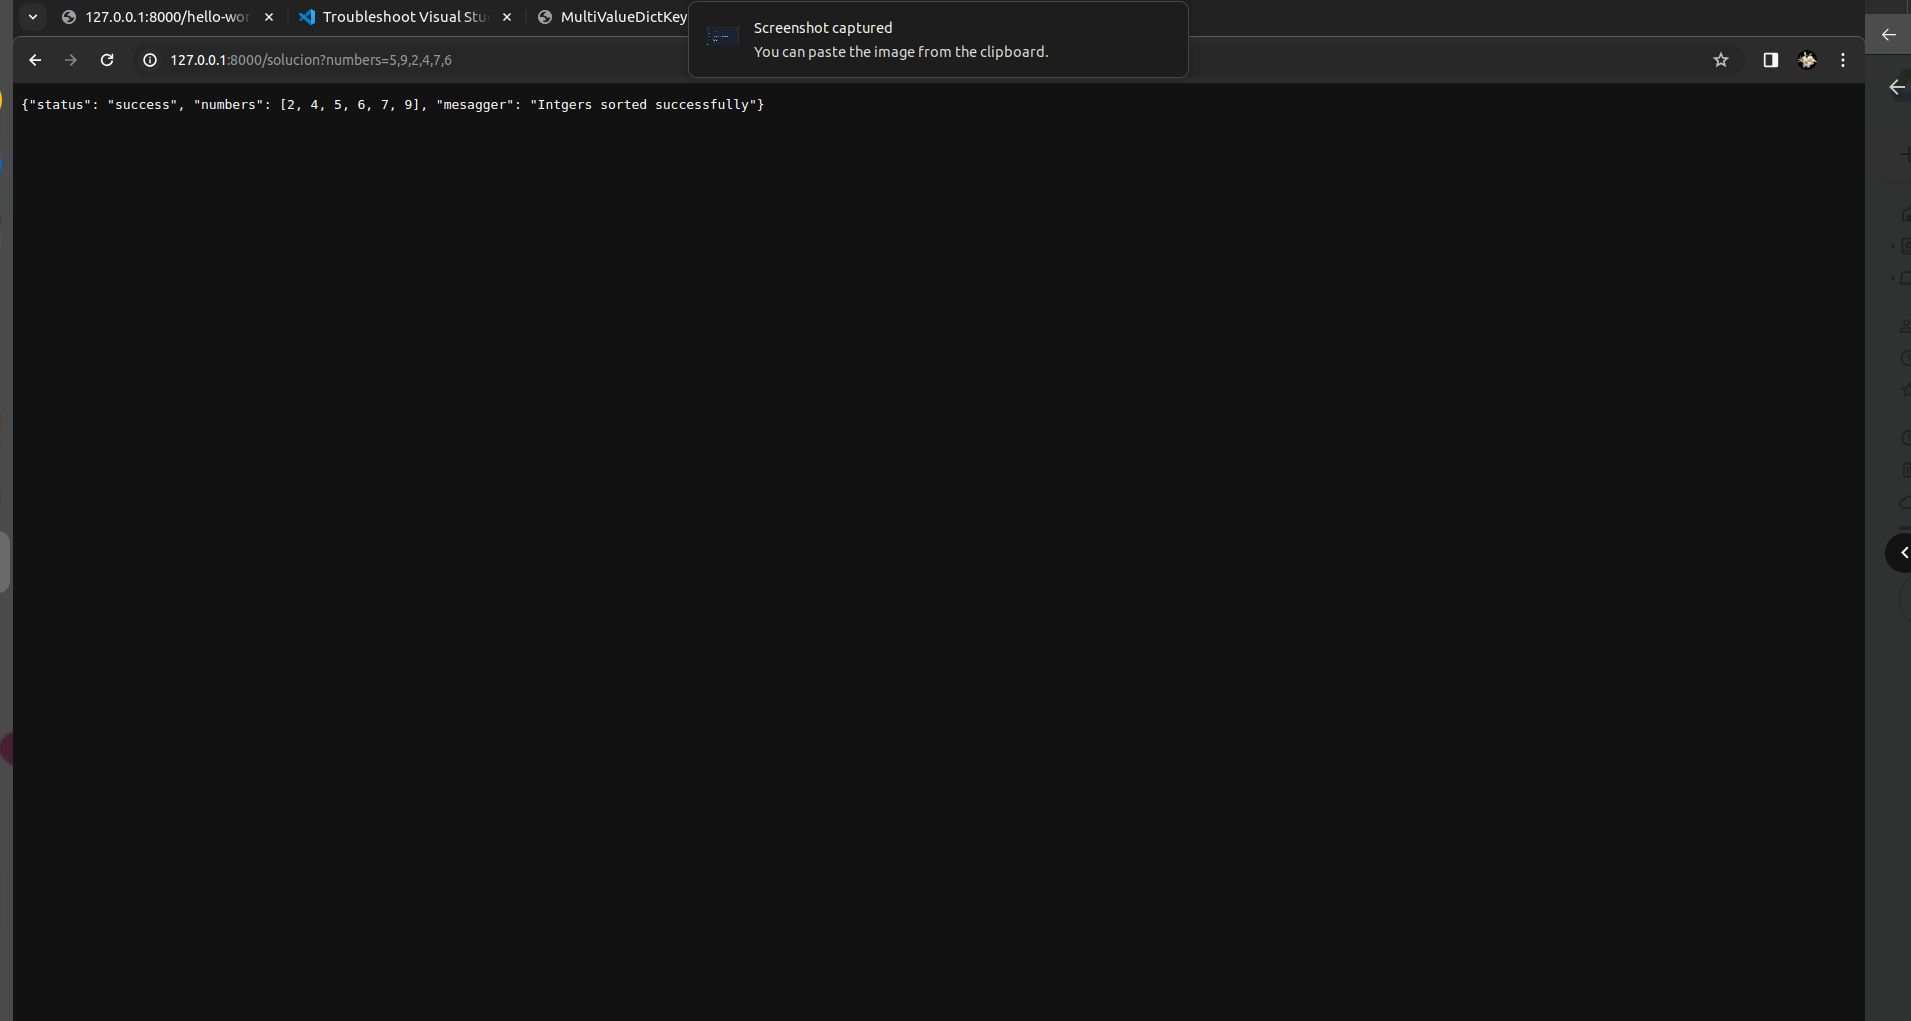 127.0.0.1:8000/hello-wor
Troubleshoot Visual Stu
MultiValueDictKey
Screenshot captured
You can paste the image from the clipboard.
127.0.0.1:8000/solucion?numbers=5,9,2,4,7,6
{"status": "success", "numbers": [2, 4, 5, 6, 7, 9], "mesagger": "Intgers sorted successfully"}